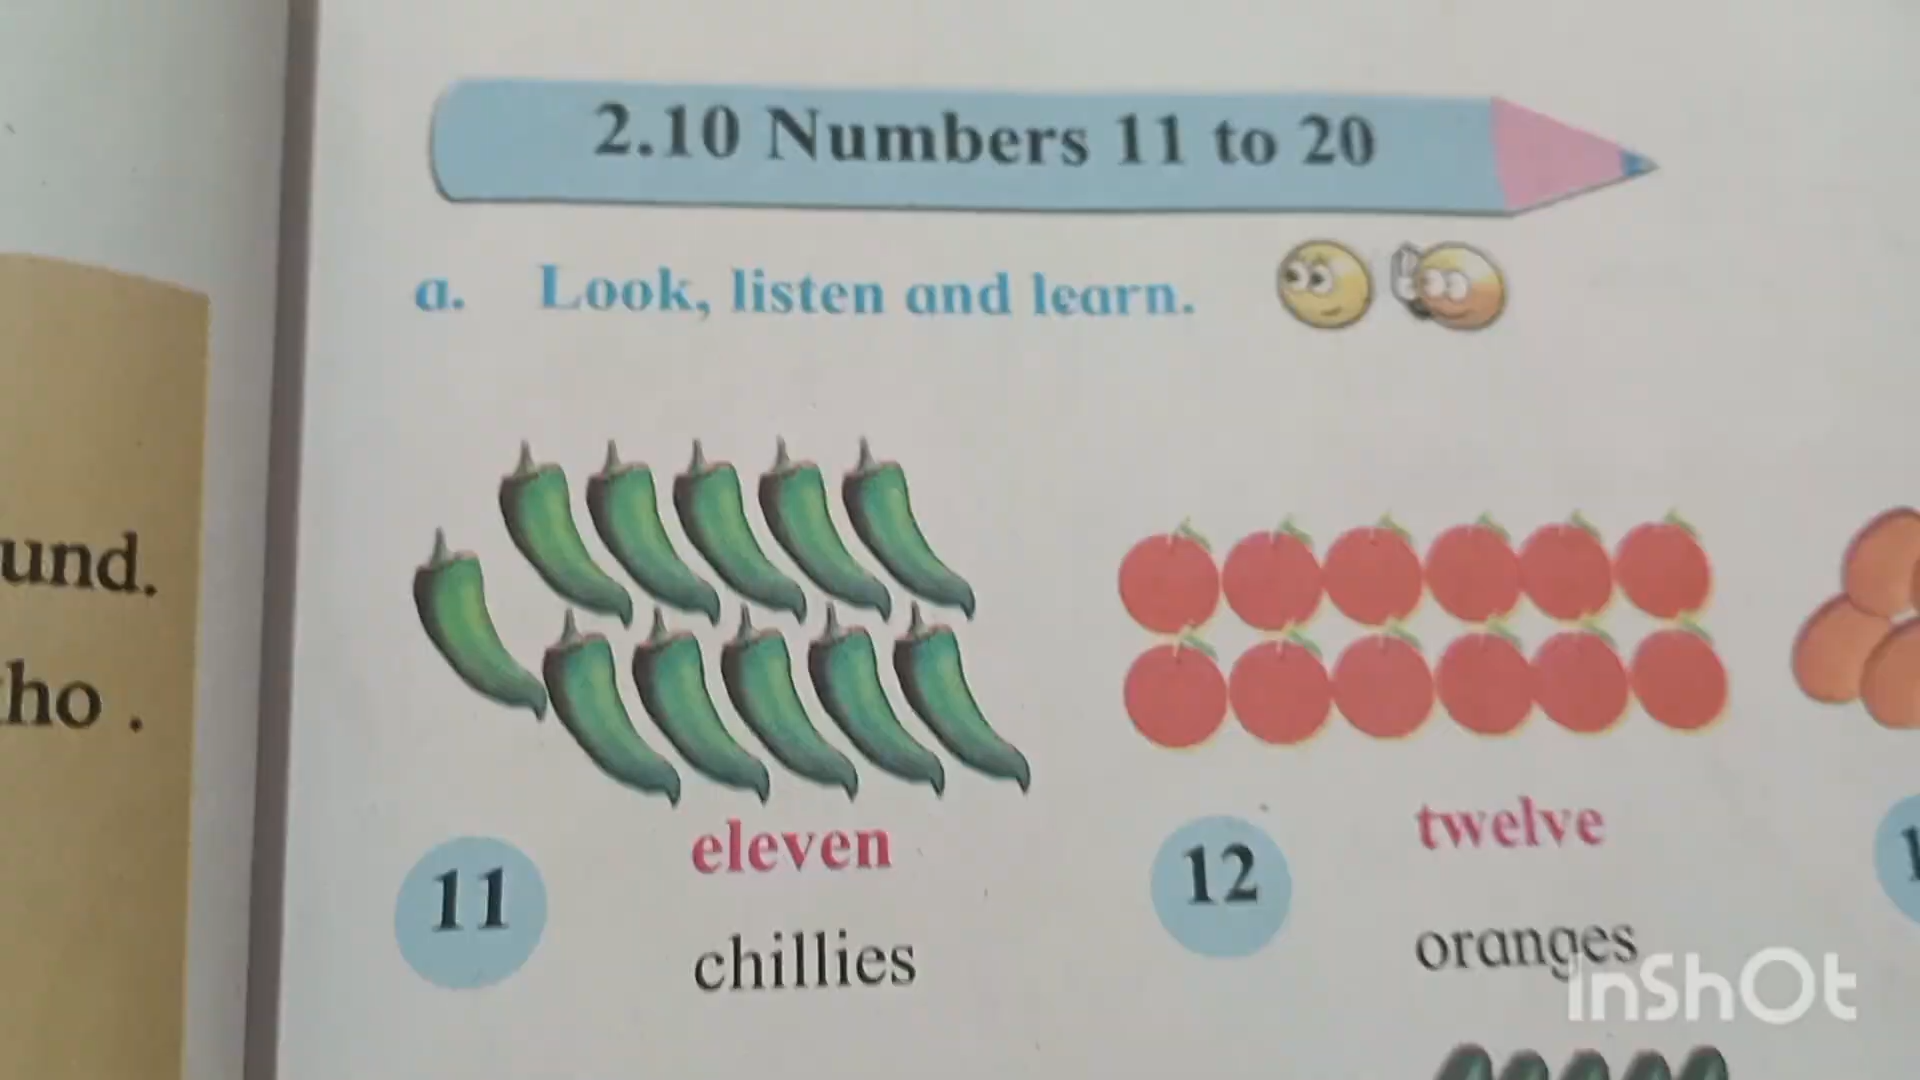 2.10 Numbers 11 to 20
a. Look, listen and learn.
und.
ho .
eleven
11
chillies
twelve
12
oranges
1
InShOt